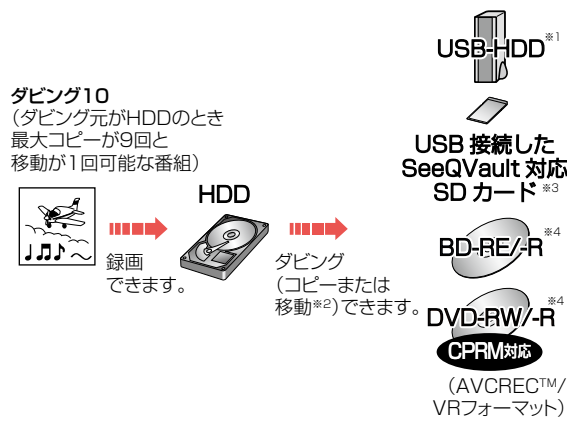 ダビング10
（ダビング元がHDDのとき
最大コピーが9回と
移動が1回可能な番組）
録画
できます。
HDD
ダビング
（コピーまたは
移動※2）できます。
USB-HDD※1
USB 接続した
SeeQVault 対応
SD カード※3
BD-RE/-R※4
DVD-RW/-R※4
CPRM対応
（AVCREC™/
VRフォーマット）